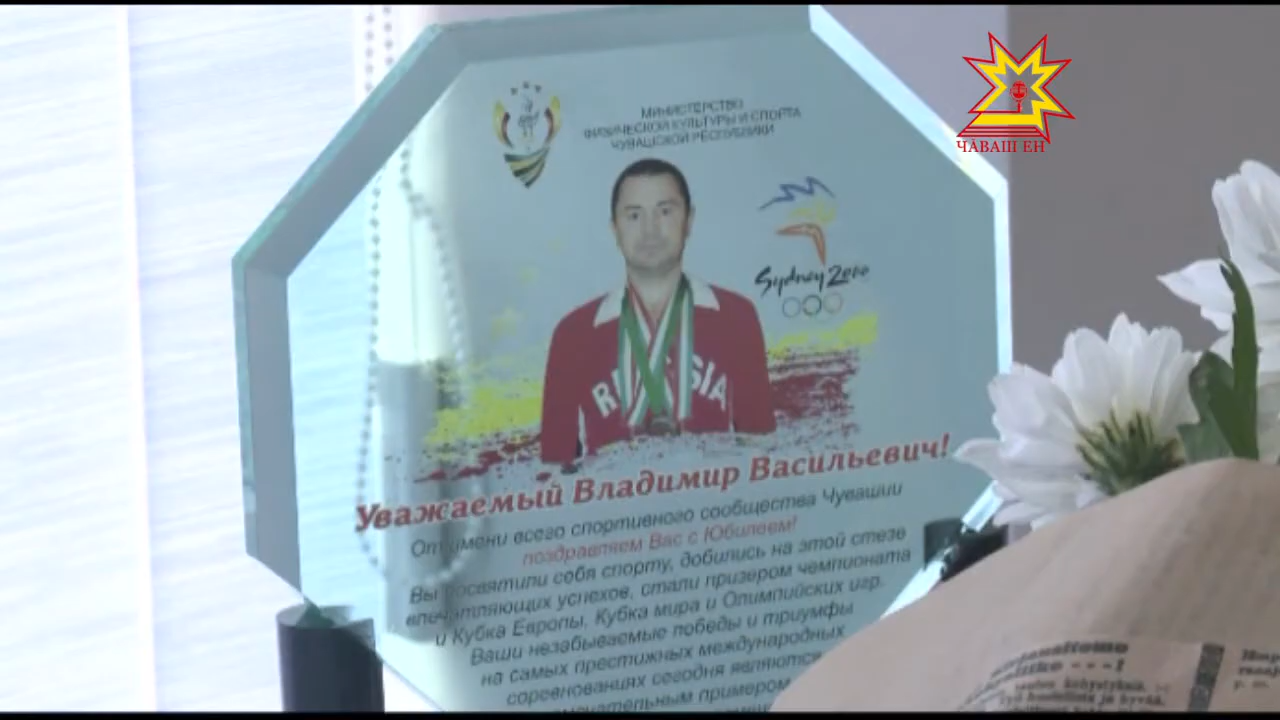 ЧӐВАШ ЕН
МИНИСТЕРСТВО
ФИЗИЧЕСКОЙ КУЛЬТУРЫ И СПОРТА
ЧУВАШСКОЙ РЕСПУБЛИКИ
Sydney 2000
RUSSIA
Уважаемый Владимир Васильевич!
От имени всего спортивного сообщества Чувашии
поздравляем Вас с Юбилеем!
Вы посвятили себя спорту, добились на этой стезе
впечатляющих успехов, стали призером чемпионата
и Кубка Европы, Кубка мира и Олимпийских игр.
Ваши незабываемые победы и триумфы
на самых престижных международных
соревнованиях сегодня являются
примером